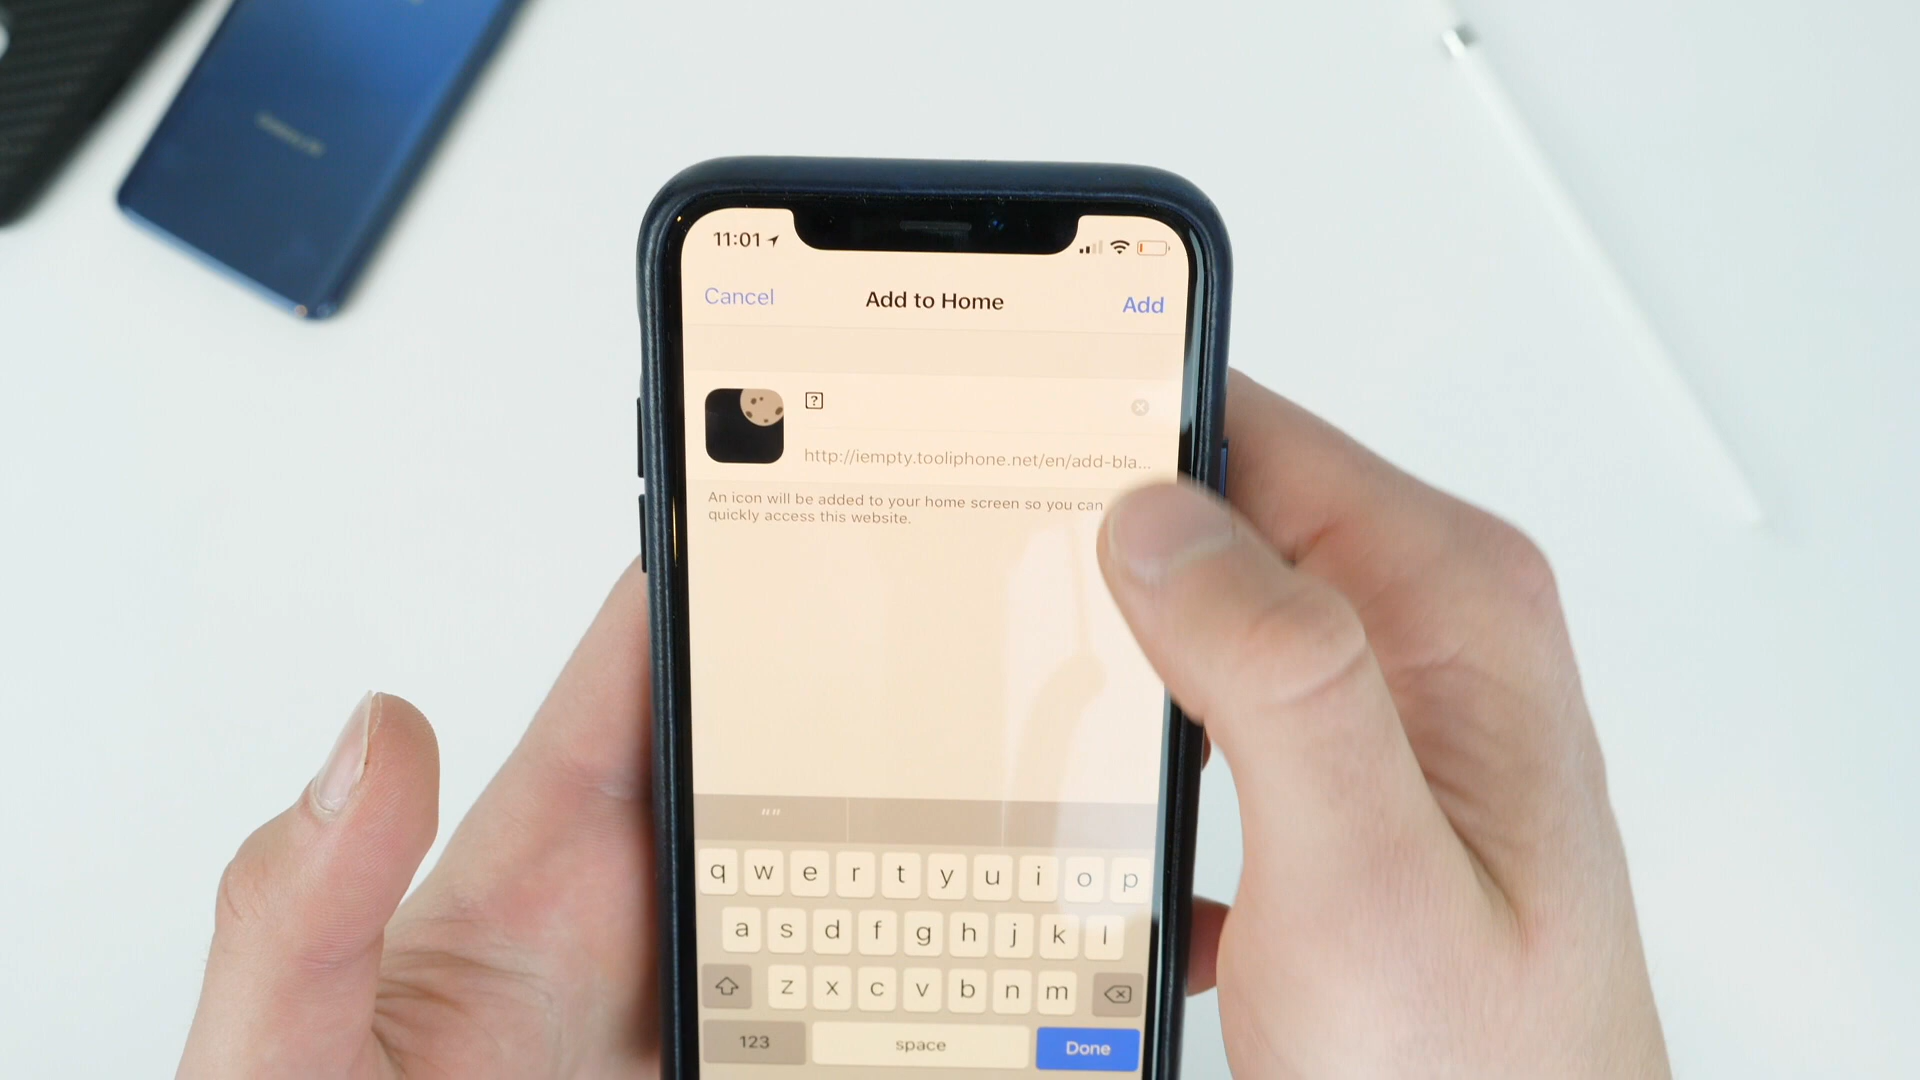 11:01
Cancel
Add to Home
Add
?
http://iempty.tooliphone.net/en/add-bla...
An icon will be added to your home screen so you can
quickly access this website.
""
q w e r t y u i o p
a s d f g h j k l
z x c v b n m
123
space
Done